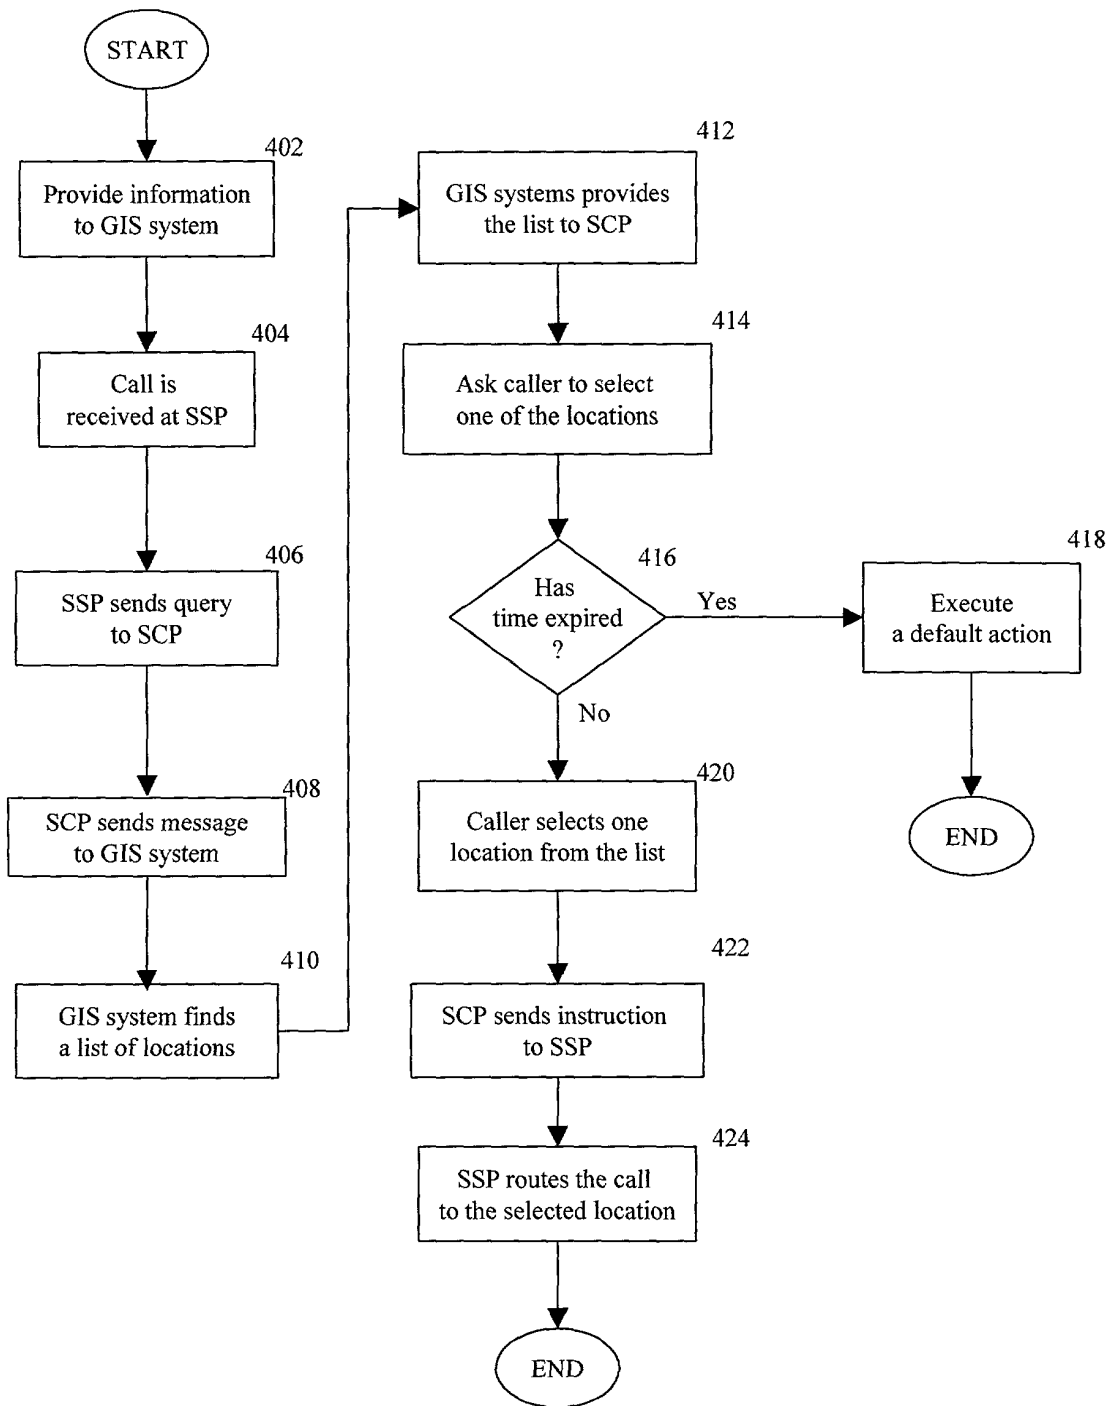 START
402
Provide information
to GIS system
404
Call is
received at SSP
406
SSP sends query
to SCP
408
SCP sends message
to GIS system
410
GIS system finds
a list of locations
412
GIS systems provides
the list to SCP
414
Ask caller to select
one of the locations
416
Has
time expired
?
Yes
No
418
Execute
a default action
END
420
Caller selects one
location from the list
422
SCP sends instruction
to SSP
424
SSP routes the call
to the selected location
END